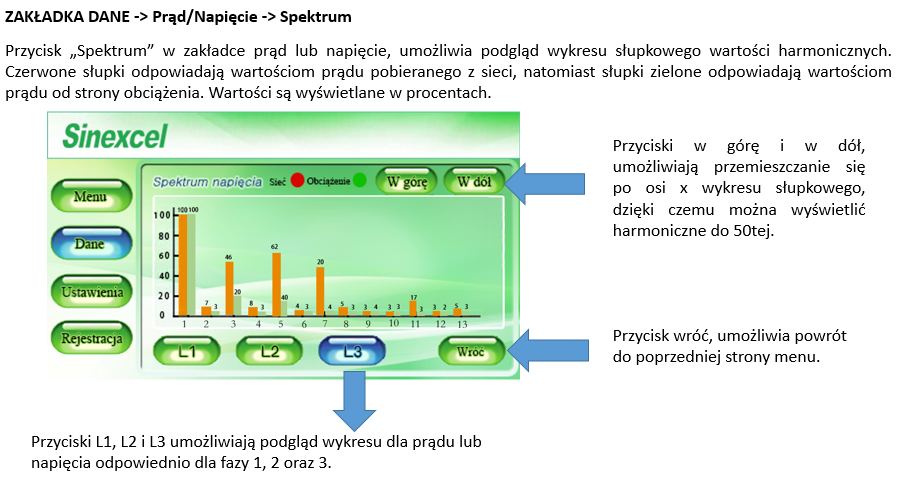 ZAKŁADKA DANE -> Prąd/Napięcie -> Spektrum
Przycisk „Spektrum” w zakładce prąd lub napięcie, umożliwia podgląd wykresu słupkowego wartości harmonicznych.
Czerwone słupki odpowiadają wartościom prądu pobieranego z sieci, natomiast słupki zielone odpowiadają wartościom
prądu od strony obciążenia. Wartości są wyświetlane w procentach.
Sinexcel
Spektrum napięcia Sieć Obciążenie W górę W dół
Menu
Dane
Ustawienia
Rejestracja
100
80
60
40
20
0
100 100
7 3
46 20
8 3
62 40
4 3
20 4
5 3
3 4
3 3
17 3
3 2
5 3
1 2 3 4 5 6 7 8 9 10 11 12 13
L1 L2 L3 Wróć
Przyciski w górę i w dół,
umożliwiają przemieszczanie się
po osi x wykresu słupkowego,
dzięki czemu można wyświetlić
harmoniczne do 50tej.
Przycisk wróć, umożliwia powrót
do poprzedniej strony menu.
Przyciski L1, L2 i L3 umożliwiają podgląd wykresu dla prądu lub
napięcia odpowiednio dla fazy 1, 2 oraz 3.